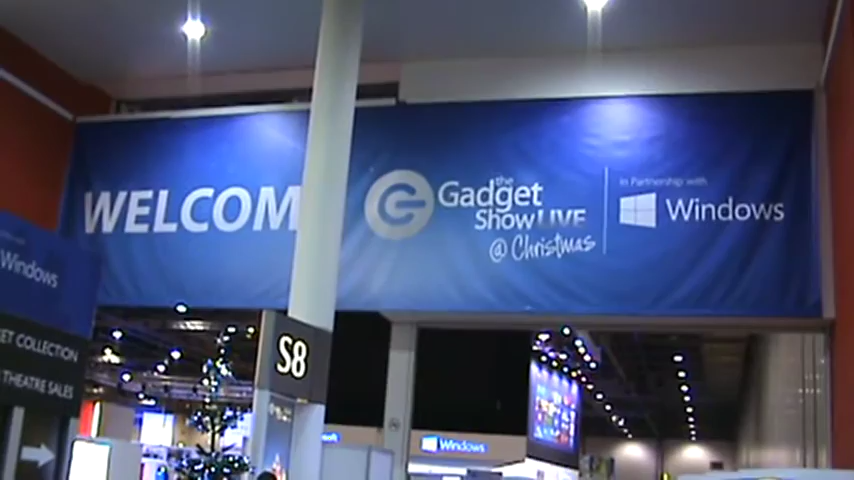 WELCOM
the
Gadget
Show LIVE
@ Christmas
In Partnership with
Windows
Windows
ET COLLECTION
THEATRE SALES
S8
Windows